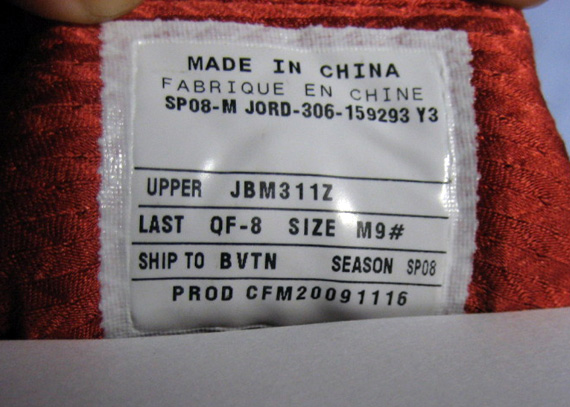 MADE IN CHINA
FABRIQUE EN CHINE
SP08-M JORD-306-159293 Y3
UPPER JBM311Z
LAST QF-8 SIZE M9#
SHIP TO BVTN SEASON SP08
PROD CFM20091116